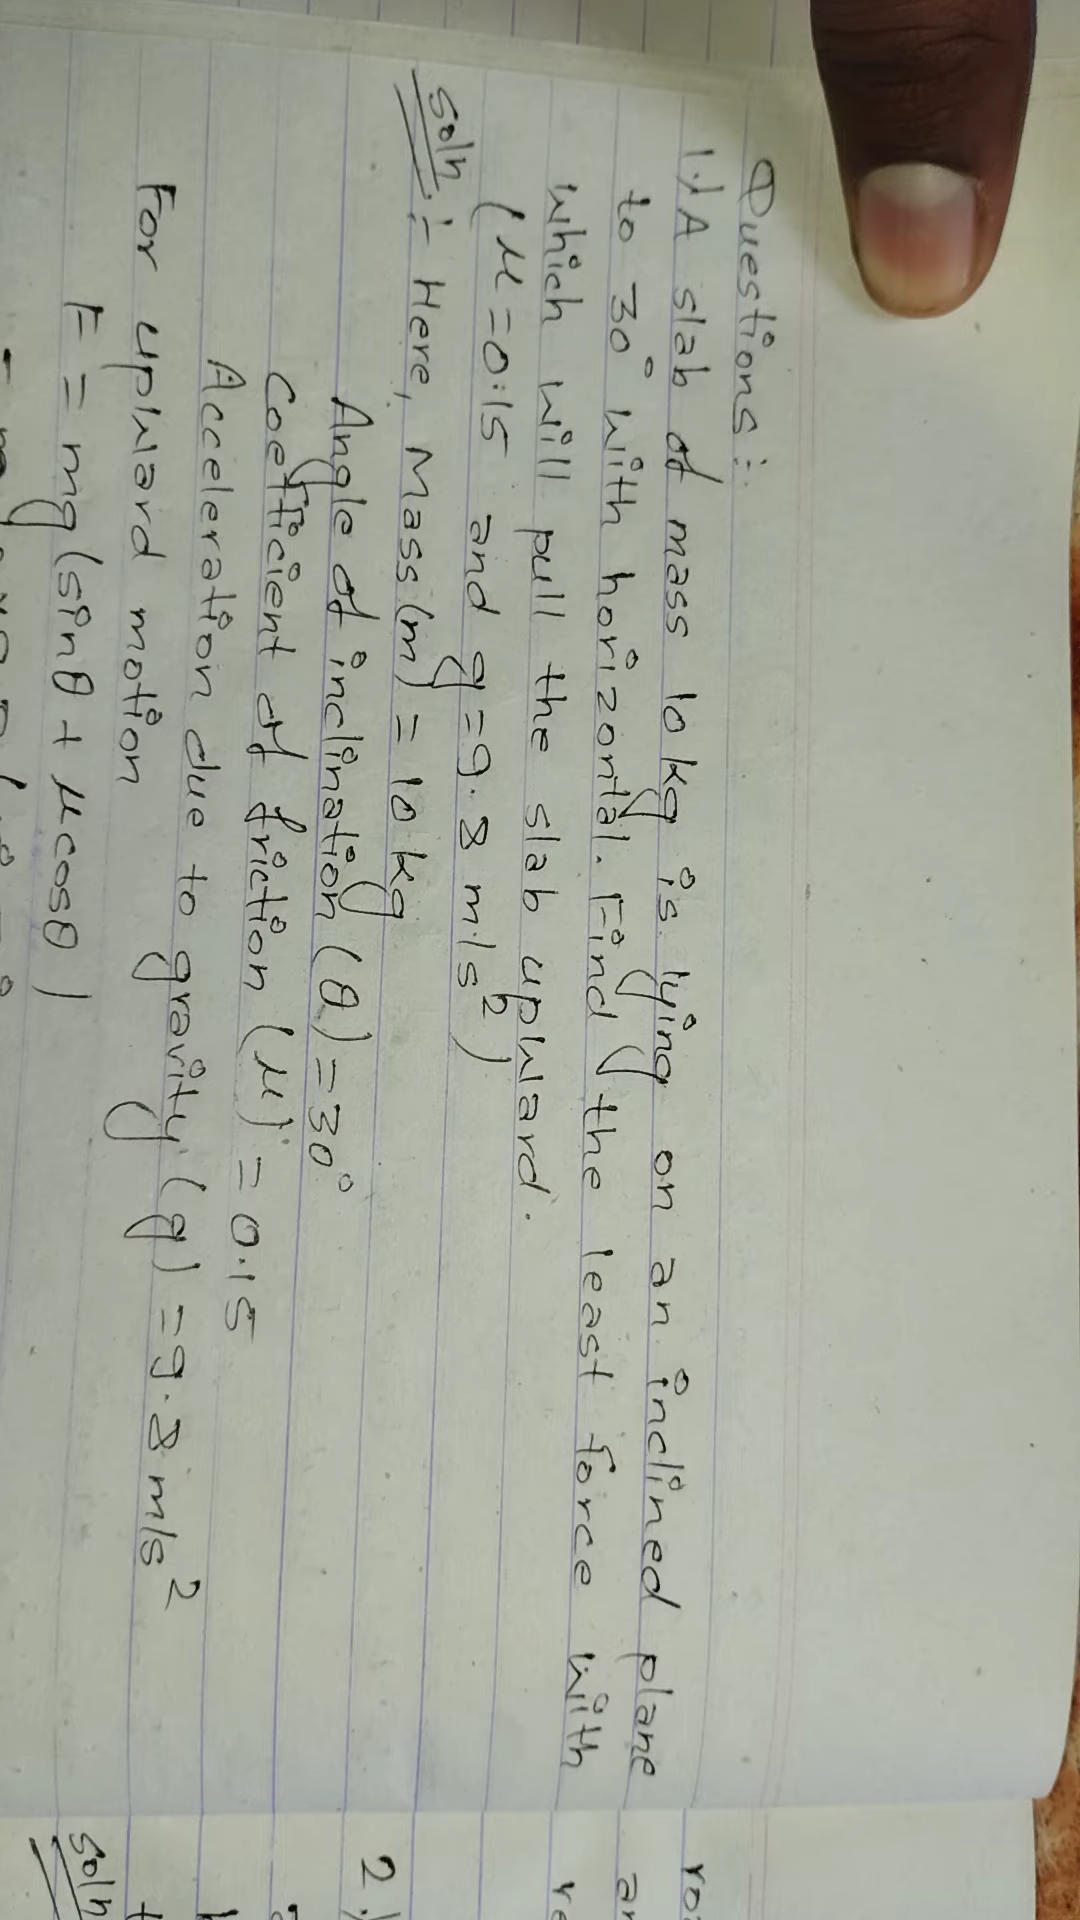 Questions:
1.) A slab of mass 10 kg is lying on an inclined plane
to 30° with horizontal. Find the least force with
which will pull the slab upward.
(μ = 0.15 and g = 9.8 m/s²)
Soln:- Here, Mass (m) = 10 kg
Angle of inclination (θ) = 30°
Coefficient of friction (μ) = 0.15
Acceleration due to gravity (g) = 9.8 m/s²
For upward motion
F = mg (sinθ + μcosθ)
2.)
Soln